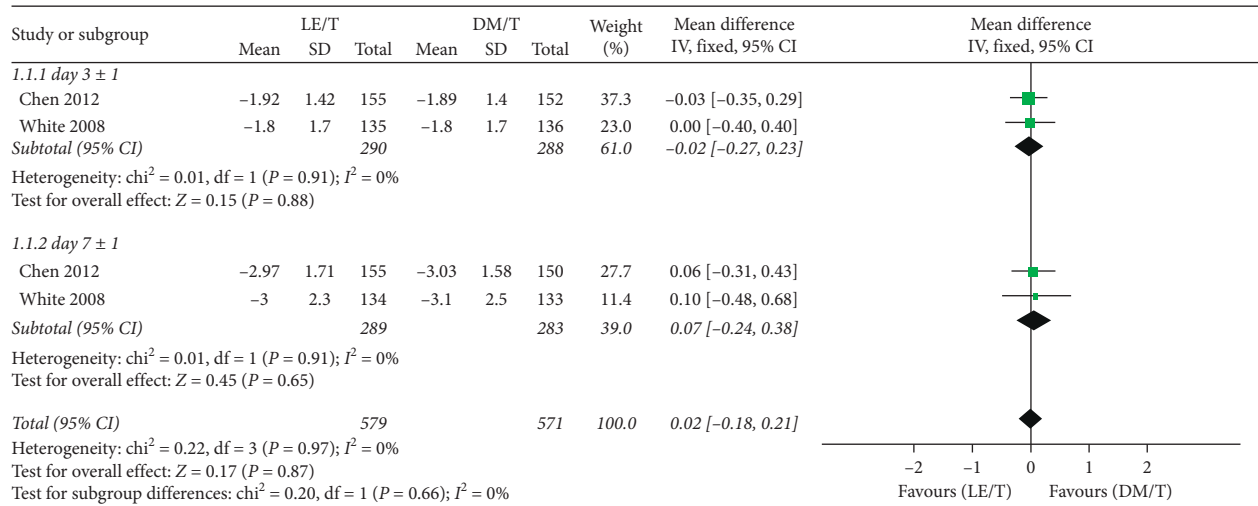 Study or subgroup LE/T DM/T Weight (%) Mean difference IV, fixed, 95% CI Mean difference IV, fixed, 95% CI
Mean SD Total Mean SD Total
1.1.1 day 3 ± 1
Chen 2012 –1.92 1.42 155 –1.89 1.4 152 37.3 –0.03 [–0.35, 0.29]
White 2008 –1.8 1.7 135 –1.8 1.7 136 23.0 0.00 [–0.40, 0.40]
Subtotal (95% CI) 290 288 61.0 –0.02 [–0.27, 0.23]
Heterogeneity: chi² = 0.01, df = 1 (P = 0.91); I² = 0%
Test for overall effect: Z = 0.15 (P = 0.88)
1.1.2 day 7 ± 1
Chen 2012 –2.97 1.71 155 –3.03 1.58 150 27.7 0.06 [–0.31, 0.43]
White 2008 –3 2.3 134 –3.1 2.5 133 11.4 0.10 [–0.48, 0.68]
Subtotal (95% CI) 289 283 39.0 0.07 [–0.24, 0.38]
Heterogeneity: chi² = 0.01, df = 1 (P = 0.91); I² = 0%
Test for overall effect: Z = 0.45 (P = 0.65)
Total (95% CI) 579 571 100.0 0.02 [–0.18, 0.21]
Heterogeneity: chi² = 0.22, df = 3 (P = 0.97); I² = 0%
Test for overall effect: Z = 0.17 (P = 0.87)
Test for subgroup differences: chi² = 0.20, df = 1 (P = 0.66); I² = 0%
–2 –1 0 1 2
Favours (LE/T) Favours (DM/T)